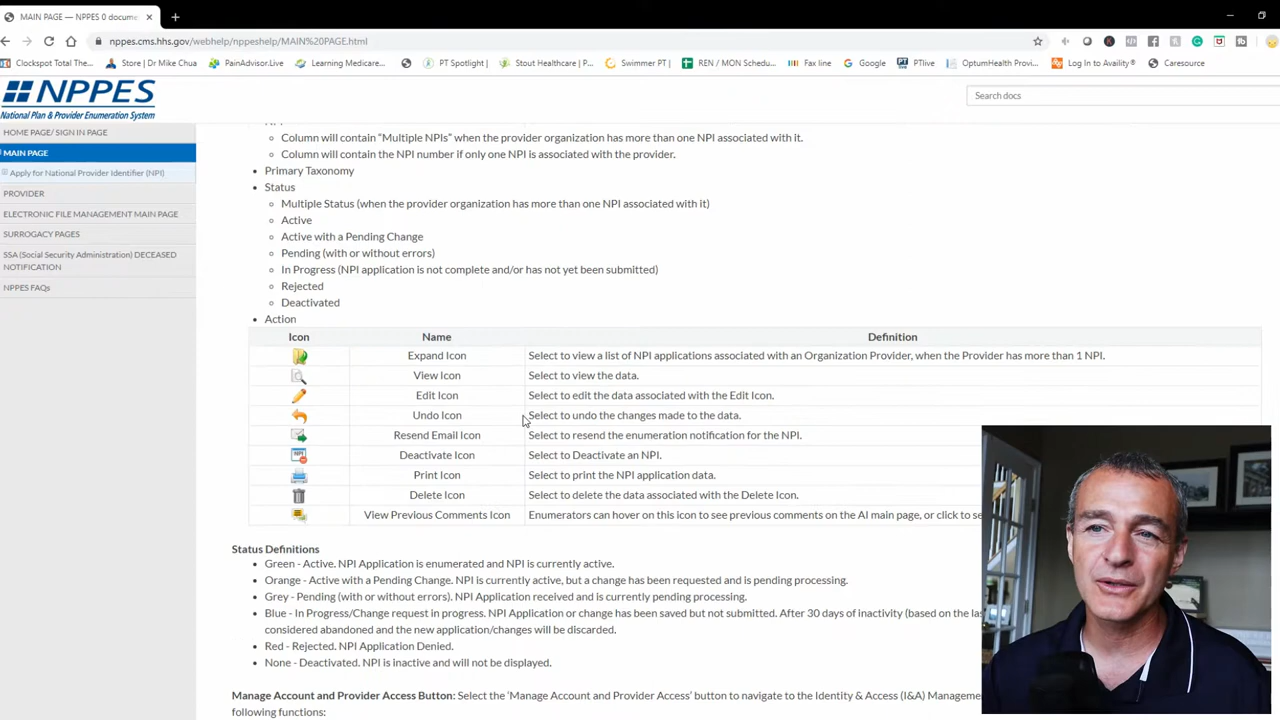 MAIN PAGE — NPPES 0 docume
nppes.cms.hhs.gov/webhelp/nppeshelp/MAIN%20PAGE.html
Clockspot Total The...
Store | Dr Mike Chua
PainAdvisor.Live
Learning Medicare...
PT Spotlight |
Stout Healthcare | P...
Swimmer PT |
REN / MON Schedu...
Fax line
Google
PTlive
OptumHealth Provi...
Log In to Availity®
Caresource
NPPES
National Plan & Provider Enumeration System
Search docs
HOME PAGE/ SIGN IN PAGE
MAIN PAGE
Apply for National Provider Identifier (NPI)
PROVIDER
ELECTRONIC FILE MANAGEMENT MAIN PAGE
SURROGACY PAGES
SSA (Social Security Administration) DECEASED
NOTIFICATION
NPPES FAQs
Column will contain “Multiple NPIs” when the provider organization has more than one NPI associated with it.
Column will contain the NPI number if only one NPI is associated with the provider.
Primary Taxonomy
Status
Multiple Status (when the provider organization has more than one NPI associated with it)
Active
Active with a Pending Change
Pending (with or without errors)
In Progress (NPI application is not complete and/or has not yet been submitted)
Rejected
Deactivated
Action
Icon Name Definition
Expand Icon Select to view a list of NPI applications associated with an Organization Provider, when the Provider has more than 1 NPI.
View Icon Select to view the data.
Edit Icon Select to edit the data associated with the Edit Icon.
Undo Icon Select to undo the changes made to the data.
Resend Email Icon Select to resend the enumeration notification for the NPI.
Deactivate Icon Select to Deactivate an NPI.
Print Icon Select to print the NPI application data.
Delete Icon Select to delete the data associated with the Delete Icon.
View Previous Comments Icon Enumerators can hover on this icon to see previous comments on the AI main page, or click to se
Status Definitions
Green - Active. NPI Application is enumerated and NPI is currently active.
Orange - Active with a Pending Change. NPI is currently active, but a change has been requested and is pending processing.
Grey - Pending (with or without errors). NPI Application received and is currently pending processing.
Blue - In Progress/Change request in progress. NPI Application or change has been saved but not submitted. After 30 days of inactivity (based on the las
considered abandoned and the new application/changes will be discarded.
Red - Rejected. NPI Application Denied.
None - Deactivated. NPI is inactive and will not be displayed.
Manage Account and Provider Access Button: Select the ‘Manage Account and Provider Access’ button to navigate to the Identity & Access (I&A) Managem
following functions: